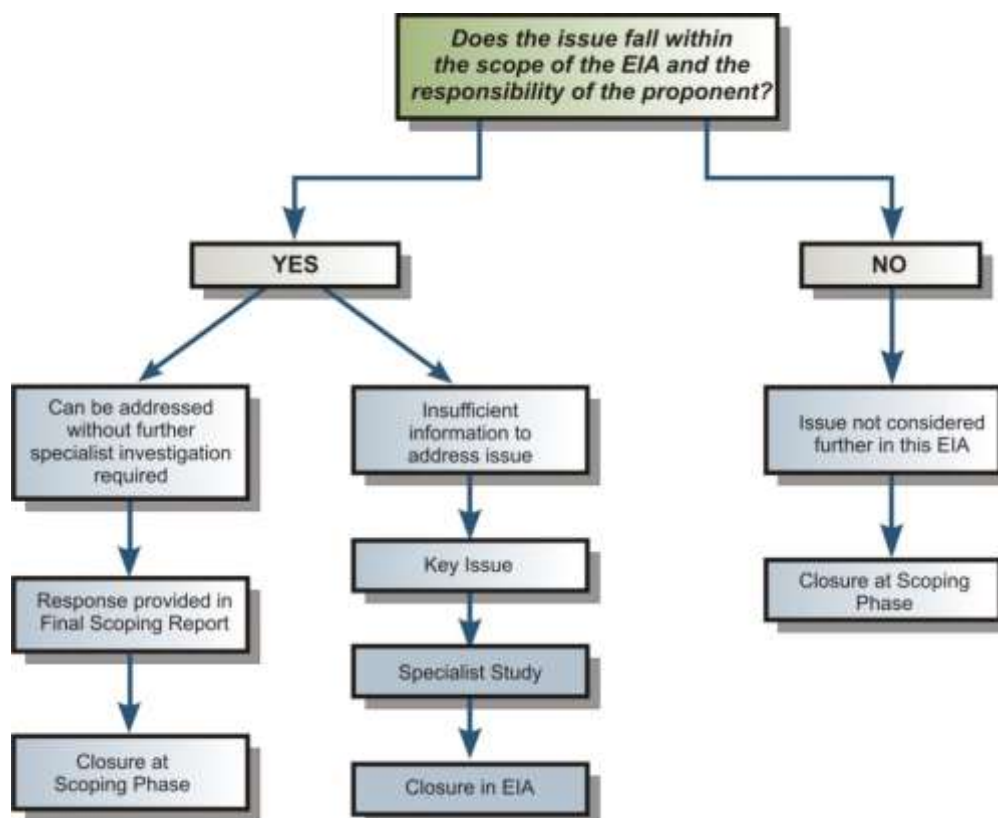 Does the issue fall within
the scope of the EIA and the
responsibility of the proponent?
YES
NO
Can be addressed
without further
specialist investigation
required
Insufficient
information to
address issue
Issue not considered
further in this EIA
Key Issue
Closure at Scoping
Phase
Response provided in
Final Scoping Report
Specialist Study
Closure at
Scoping Phase
Closure in EIA